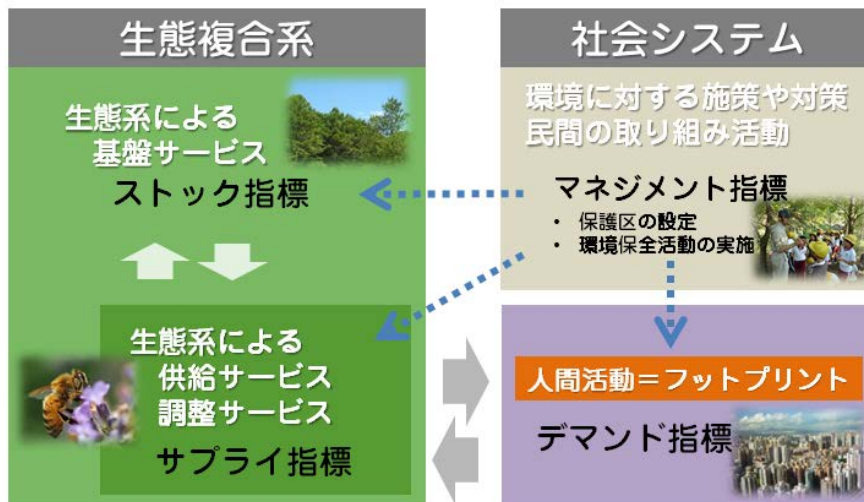 生態複合系
生態系による
基盤サービス
ストック指標
生態系による
供給サービス
調整サービス
サプライ指標
社会システム
環境に対する施策や対策
民間の取り組み活動
マネジメント指標
• 保護区の設定
• 環境保全活動の実施
人間活動＝フットプリント
デマンド指標